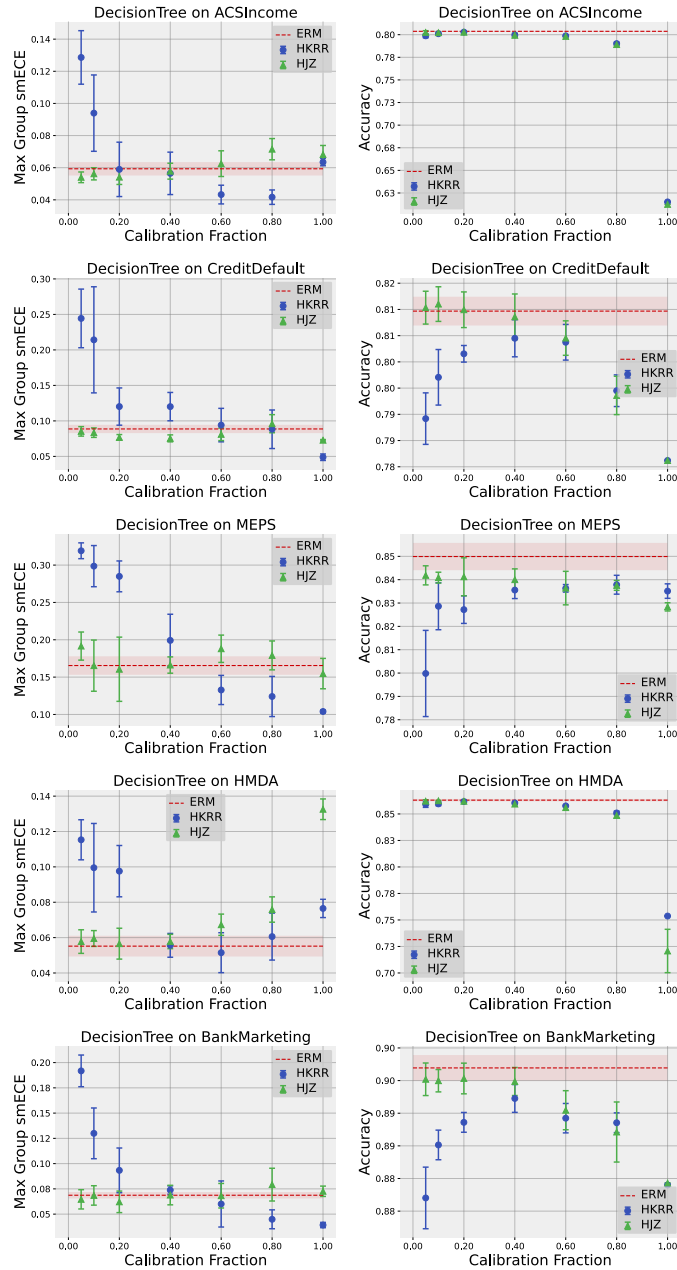 DecisionTree on ACSIncome
Max Group smECE
0.14
0.12
0.10
0.08
0.06
0.04
0.00 0.20 0.40 0.60 0.80 1.00
Calibration Fraction
ERM
HKRR
HJZ
DecisionTree on ACSIncome
Accuracy
0.80
0.78
0.75
0.73
0.70
0.68
0.65
0.63
0.00 0.20 0.40 0.60 0.80 1.00
Calibration Fraction
ERM
HKRR
HJZ
DecisionTree on CreditDefault
Max Group smECE
0.30
0.25
0.20
0.15
0.10
0.05
0.00 0.20 0.40 0.60 0.80 1.00
Calibration Fraction
ERM
HKRR
HJZ
DecisionTree on CreditDefault
Accuracy
0.82
0.81
0.81
0.80
0.80
0.79
0.79
0.78
0.00 0.20 0.40 0.60 0.80 1.00
Calibration Fraction
ERM
HKRR
HJZ
DecisionTree on MEPS
Max Group smECE
0.30
0.25
0.20
0.15
0.10
0.00 0.20 0.40 0.60 0.80 1.00
Calibration Fraction
ERM
HKRR
HJZ
DecisionTree on MEPS
Accuracy
0.85
0.84
0.83
0.82
0.81
0.80
0.79
0.78
0.00 0.20 0.40 0.60 0.80 1.00
Calibration Fraction
ERM
HKRR
HJZ
DecisionTree on HMDA
Max Group smECE
0.14
0.12
0.10
0.08
0.06
0.04
0.00 0.20 0.40 0.60 0.80 1.00
Calibration Fraction
ERM
HKRR
HJZ
DecisionTree on HMDA
Accuracy
0.85
0.83
0.80
0.78
0.75
0.73
0.70
0.00 0.20 0.40 0.60 0.80 1.00
Calibration Fraction
ERM
HKRR
HJZ
DecisionTree on BankMarketing
Max Group smECE
0.20
0.18
0.15
0.12
0.10
0.08
0.05
0.00 0.20 0.40 0.60 0.80 1.00
Calibration Fraction
ERM
HKRR
HJZ
DecisionTree on BankMarketing
Accuracy
0.90
0.90
0.89
0.89
0.88
0.88
0.00 0.20 0.40 0.60 0.80 1.00
Calibration Fraction
ERM
HKRR
HJZ